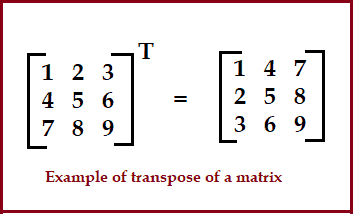 T
1 2 3 1 4 7
4 5 6 = 2 5 8
7 8 9 3 6 9
Example of transpose of a matrix